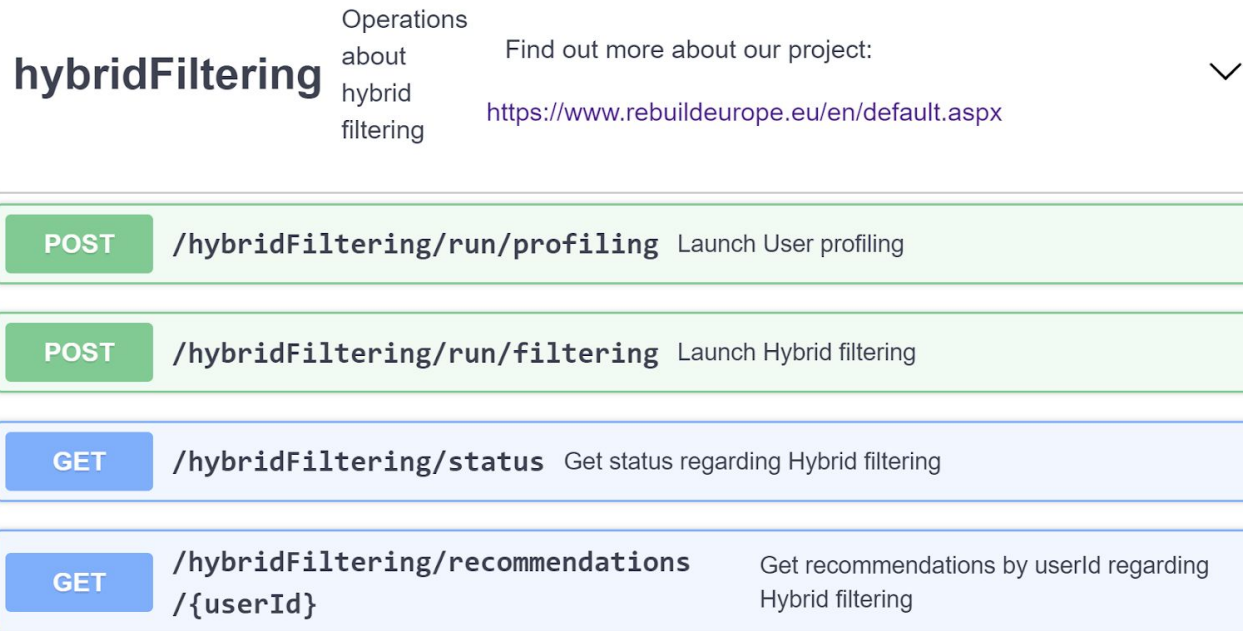 hybridFiltering
Operations
about
hybrid
filtering
Find out more about our project:
https://www.rebuildeurope.eu/en/default.aspx
POST /hybridFiltering/run/profiling Launch User profiling
POST /hybridFiltering/run/filtering Launch Hybrid filtering
GET /hybridFiltering/status Get status regarding Hybrid filtering
GET /hybridFiltering/recommendations
/{userId}
Get recommendations by userId regarding
Hybrid filtering